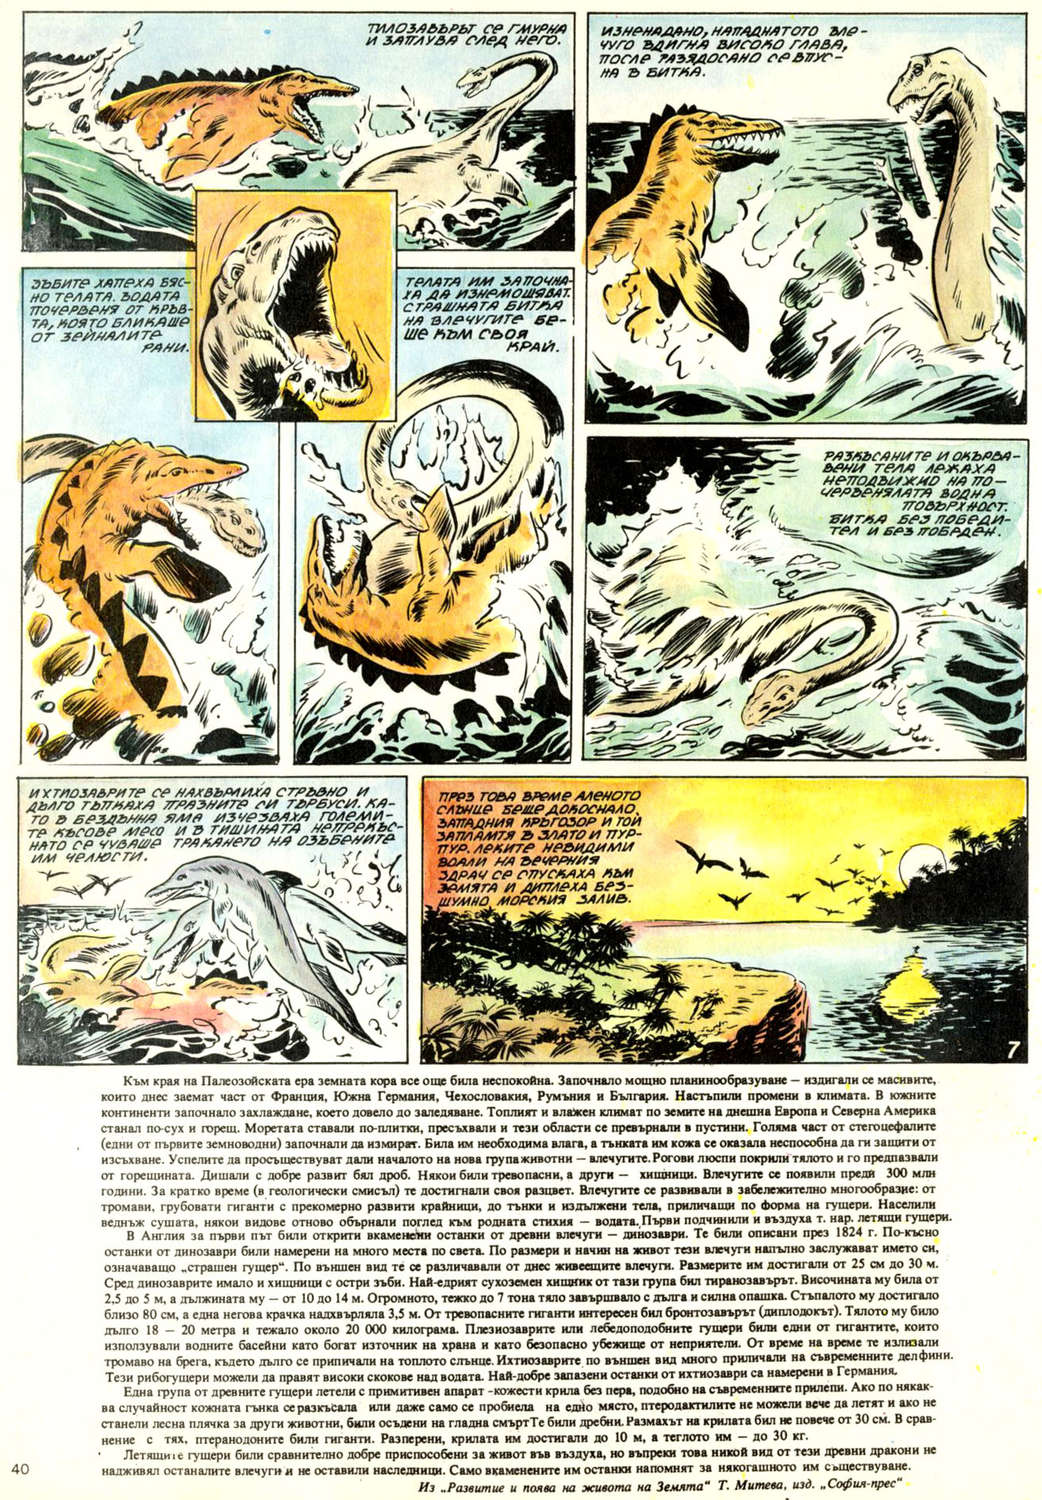 ТИЛОЗАВЪРЪТ СЕ ГМУРНА
И ЗАПЛУВА СЛЕД НЕГО.
ИЗНЕНАДАНО, НАПАДНАТОТО ВЛЕ-
ЧУГО ВДИГНА ВИСОКО ГЛАВА,
ПОСЛЕ РАЗЯДОСАНО СЕ ВПУС-
НА В БИТКА.
ЗЪБИТЕ ХАПЕХА БЯС-
НО ТЕЛАТА. ВОДАТА
ПОЧЕРВЕНЯ ОТ КРЪВ-
ТА, КОЯТО БЛИКАШЕ
ОТ ЗЕЙНАЛИТЕ
РАНИ.
ТЕЛАТА ИМ ЗАПОЧНА-
ХА ДА ИЗНЕМОЩЯВАТ.
СТРАШНАТА БИТКА
НА ВЛЕЧУГИТЕ БЕ-
ШЕ КЪМ СВОЯ
КРАЙ.
РАЗКЪСАНИТЕ И ОКЪРВА-
ВЕНИ ТЕЛА ЛЕЖАХА
НЕПОДВИЖНО НА ПО-
ЧЕРВЕНЯЛАТА ВОДНА
ПОВЪРХНОСТ.
БИТКА БЕЗ ПОБЕДИ-
ТЕЛ И БЕЗ ПОБЕДЕН.
ИХТИОЗАВРИТЕ СЕ НАХВЪРЛИХА СТРЪВНО И
ДЪЛГО ТЪПКАХА ПРАЗНИТЕ СИ ТЪРБУСИ. КА-
ТО В БЕЗДЪННА ЯМА ИЗЧЕЗВАХА ГОЛЕМИ-
ТЕ КЪСОВЕ МЕСО И В ТИШИНАТА НЕПРЕКЪС-
НАТО СЕ ЧУВАШЕ ТРАКАНЕТО НА ОЗЪБЕНИТЕ
ИМ ЧЕЛЮСТИ.
ПРЕЗ ТОВА ВРЕМЕ АЛЕНОТО
СЛЪНЦЕ БЕШЕ ДОКОСНАЛО
ЗАПАДНИЯ КРЪГОЗОР И ТОЙ
ЗАПЛАМТЯ В ЗЛАТО И ПУР-
ПУР. ЛЕКИТЕ НЕВИДИМИ
ВОАЛИ НА ВЕЧЕРНИЯ
ЗДРАЧ СЕ СПУСКАХА КЪМ
ЗЕМЯТА И ДИПЛЕХА БЕЗ-
ШУМНО МОРСКИЯ ЗАЛИВ.
7
Към края на Палеозойската ера земната кора все още била неспокойна. Започнало мощно планинообразуване – издигали се масивите,
които днес заемат част от Франция, Южна Германия, Чехословакия, Румъния и България. Настъпили промени в климата. В южните
континенти започнало захлаждане, което довело до заледяване. Топлият и влажен климат по земите на днешна Европа и Северна Америка
станал по-сух и горещ. Моретата ставали по-плитки, пресъхвали и тези области се превърнали в пустини. Голяма част от стегоцефалите
(едни от първите земноводни) започнали да измират. Била им необходима влага, а тънката им кожа се оказала неспособна да ги защити от
изсъхване. Успелите да просъществуват дали началото на нова група животни – влечугите. Рогови люспи покрили тялото и го предпазвали
от горещината. Дишали с добре развит бял дроб. Някои били тревопасни, а други – хищници. Влечугите се появили преди 300 млн
години. За кратко време (в геологически смисъл) те достигнали своя разцвет. Влечугите се развивали в забележително многообразие: от
тромави, грубовати гиганти с прекомерно развити крайници, до тънки и издължени тела, приличащи по форма на гущери. Населили
веднъж сушата, някои видове отново обърнали поглед към родната стихия – водата. Първи подчинили и въздуха т. нар. летящи гущери.
В Англия за първи път били открити вкаменени останки от древни влечуги – динозаври. Те били описани през 1824 г. По-късно
останки от динозаври били намерени на много места по света. По размери и начин на живот тези влечуги напълно заслужават името си,
означаващо „страшен гущер“. По външен вид те се различавали от днес живеещите влечуги. Размерите им достигали от 25 см до 30 м.
Сред динозаврите имало и хищници с остри зъби. Най-едрият сухоземен хищник от тази група бил тиранозавърът. Височината му била от
2,5 до 5 м, а дължината му – от 10 до 14 м. Огромното, тежко до 7 тона тяло завършвало с дълга и силна опашка. Стъпалото му достигало
близо 80 см, а една негова крачка надхвърляла 3,5 м. От тревопасните гиганти интересен бил бронтозавърът (диплодокът). Тялото му било
дълго 18 – 20 метра и тежало около 20 000 килограма. Плезиозаврите или лебедоподобните гущери били едни от гигантите, които
използували водните басейни като богат източник на храна и като безопасно убежище от неприятели. От време на време те излизали
тромаво на брега, където дълго се припичали на топлото слънце. Ихтиозаврите по външен вид много приличали на съвременните делфини.
Тези рибогущери можели да правят високи скокове над водата. Най-добре запазени останки от ихтиозаври са намерени в Германия.
Една група от древните гущери летели с примитивен апарат -кожести крила без пера, подобно на съвременните прилепи. Ако по някак-
ва случайност кожната гънка се разкъсала или даже само се пробиела на едно място, птеродактилите не можели вече да летят и ако не
станели лесна плячка за други животни, били осъдени на гладна смърт Те били дребни. Размахът на крилата бил не повече от 30 см. В срав-
нение с тях, птеранодоните били гиганти. Разперени, крилата им достигали до 10 м, а теглото им – до 30 кг.
Летящите гущери били сравнително добре приспособени за живот във въздуха, но въпреки това никой вид от тези древни дракони не
надживял останалите влечуги и не оставили наследници. Само вкаменените им останки напомнят за някогашното им съществуване.
Из „Развитие и поява на живота на Земята“ Т. Митева, изд. „София-прес“
40